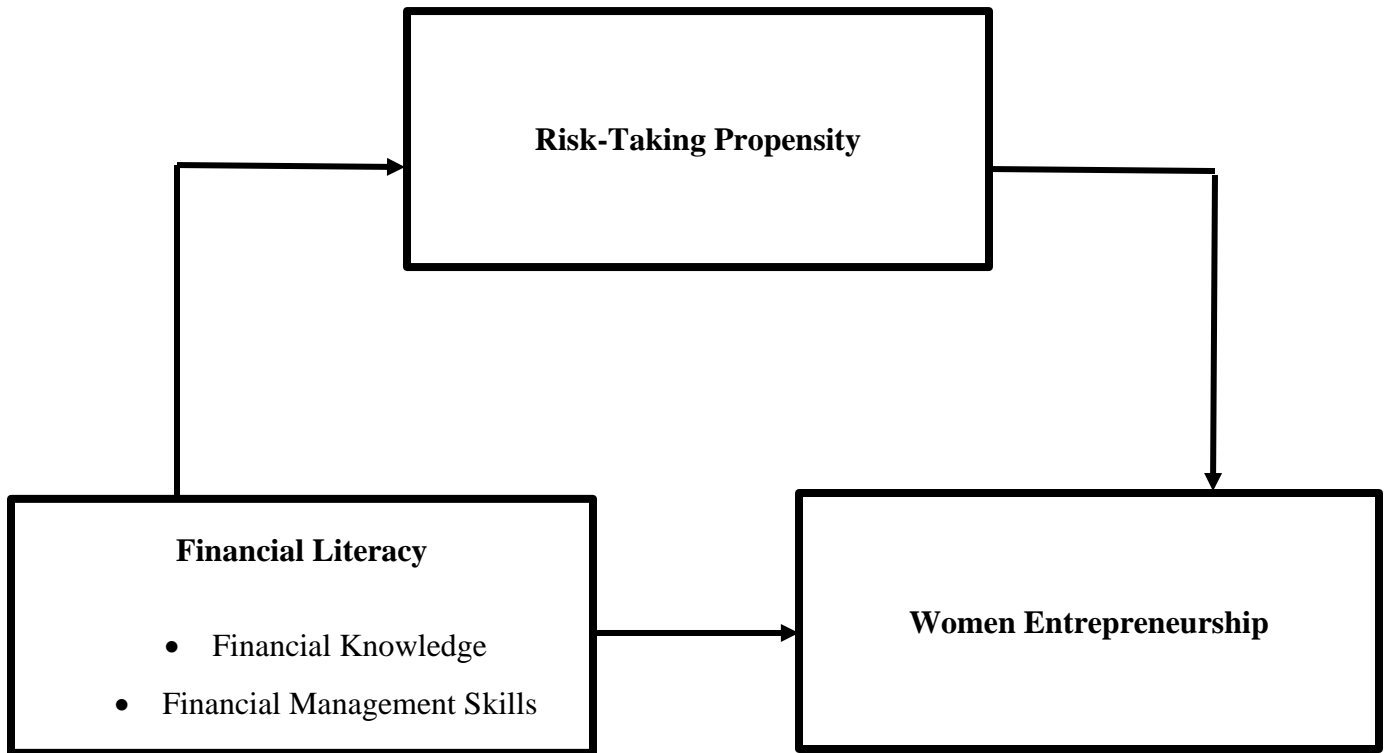 Risk-Taking Propensity
Financial Literacy
• Financial Knowledge
• Financial Management Skills
Women Entrepreneurship